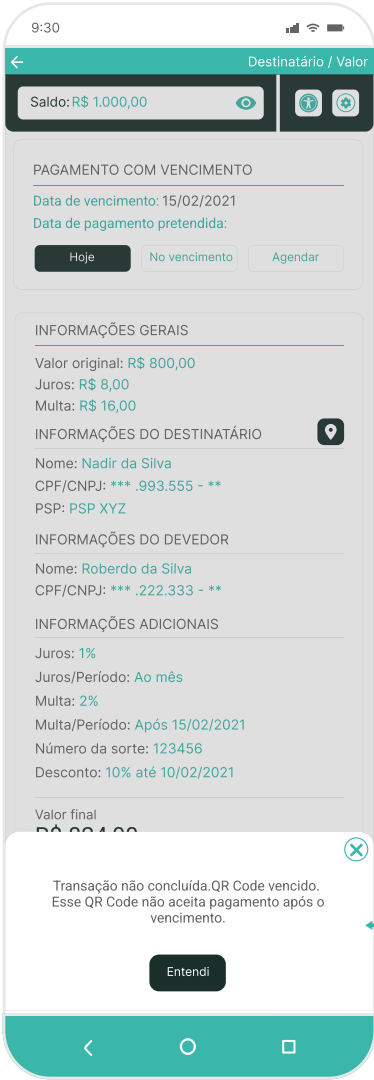 9:30
Destinatário / Valor
Saldo: R$ 1.000,00
PAGAMENTO COM VENCIMENTO
Data de vencimento: 15/02/2021
Data de pagamento pretendida:
Hoje No vencimento Agendar
INFORMAÇÕES GERAIS
Valor original: R$ 800,00
Juros: R$ 8,00
Multa: R$ 16,00
INFORMAÇÕES DO DESTINATÁRIO
Nome: Nadir da Silva
CPF/CNPJ: *** .993.555 - **
PSP: PSP XYZ
INFORMAÇÕES DO DEVEDOR
Nome: Roberdo da Silva
CPF/CNPJ: *** .222.333 - **
INFORMAÇÕES ADICIONAIS
Juros: 1%
Juros/Período: Ao mês
Multa: 2%
Multa/Período: Após 15/02/2021
Número da sorte: 123456
Desconto: 10% até 10/02/2021
Valor final
R$ 824,00
Transação não concluída.QR Code vencido.
Esse QR Code não aceita pagamento após o
vencimento.
Entendi